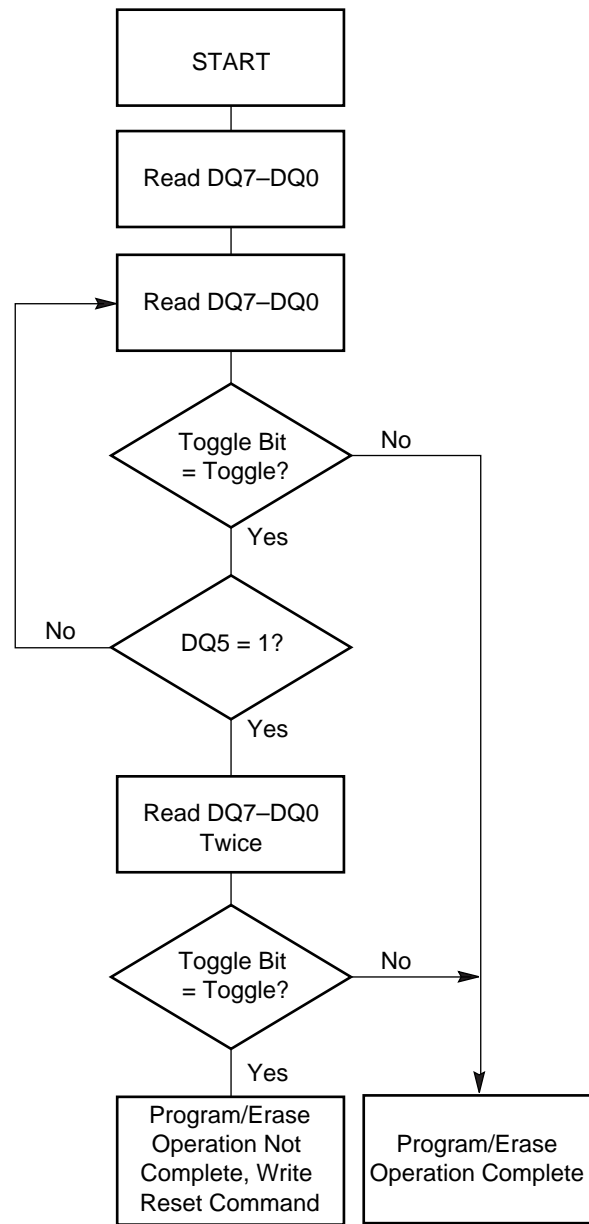 START
Read DQ7–DQ0
Read DQ7–DQ0
Toggle Bit
= Toggle?
No
Yes
No
DQ5 = 1?
Yes
Read DQ7–DQ0
Twice
Toggle Bit
= Toggle?
No
Yes
Program/Erase
Operation Not
Complete, Write
Reset Command
Program/Erase
Operation Complete